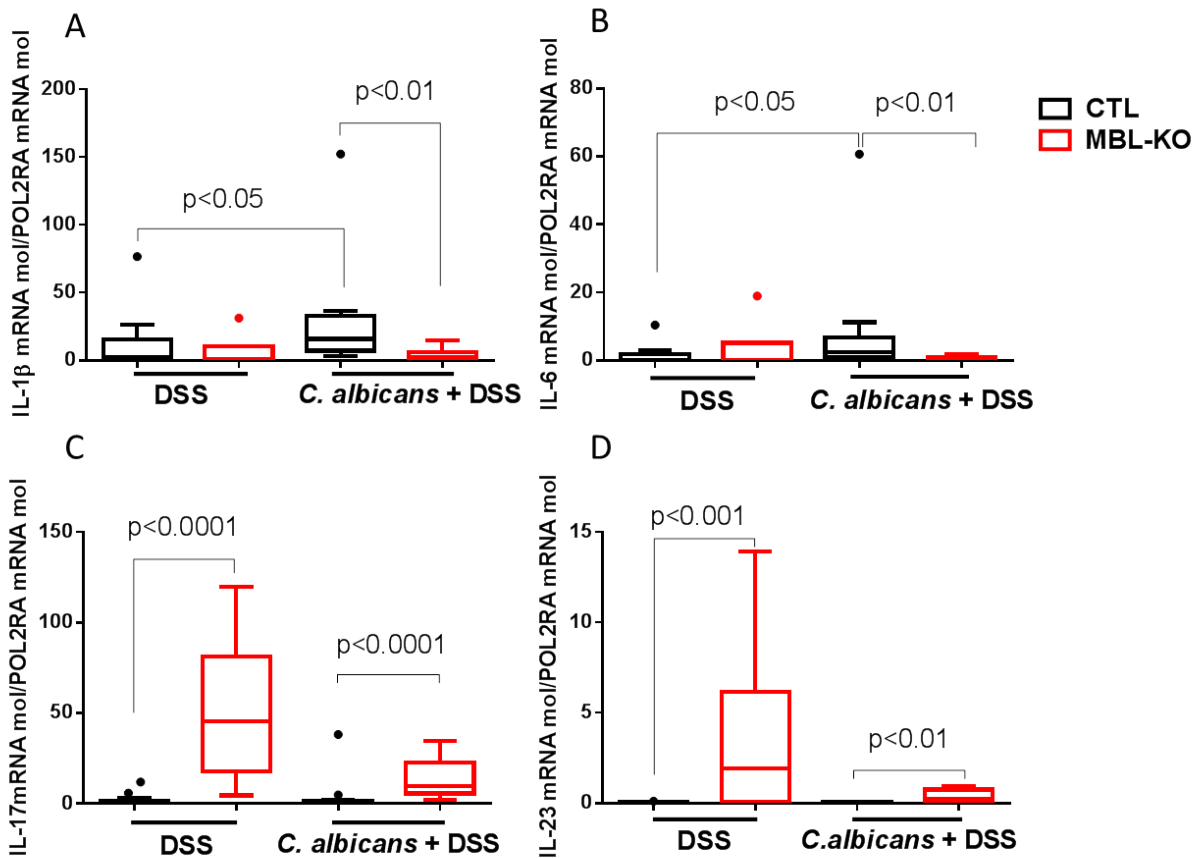 A
IL-1β mRNA mol/POL2RA mRNA mol
200
150
100
50
0
p<0.05
p<0.01
DSS
C. albicans + DSS
B
IL-6 mRNA mol/POL2RA mRNA mol
80
60
40
20
0
p<0.05
p<0.01
DSS
C. albicans + DSS
CTL
MBL-KO
C
IL-17mRNA mol/POL2RA mRNA mol
150
100
50
0
p<0.0001
p<0.0001
DSS
C. albicans + DSS
D
IL-23 mRNA mol/POL2RA mRNA mol
15
10
5
0
p<0.001
p<0.01
DSS
C.albicans + DSS